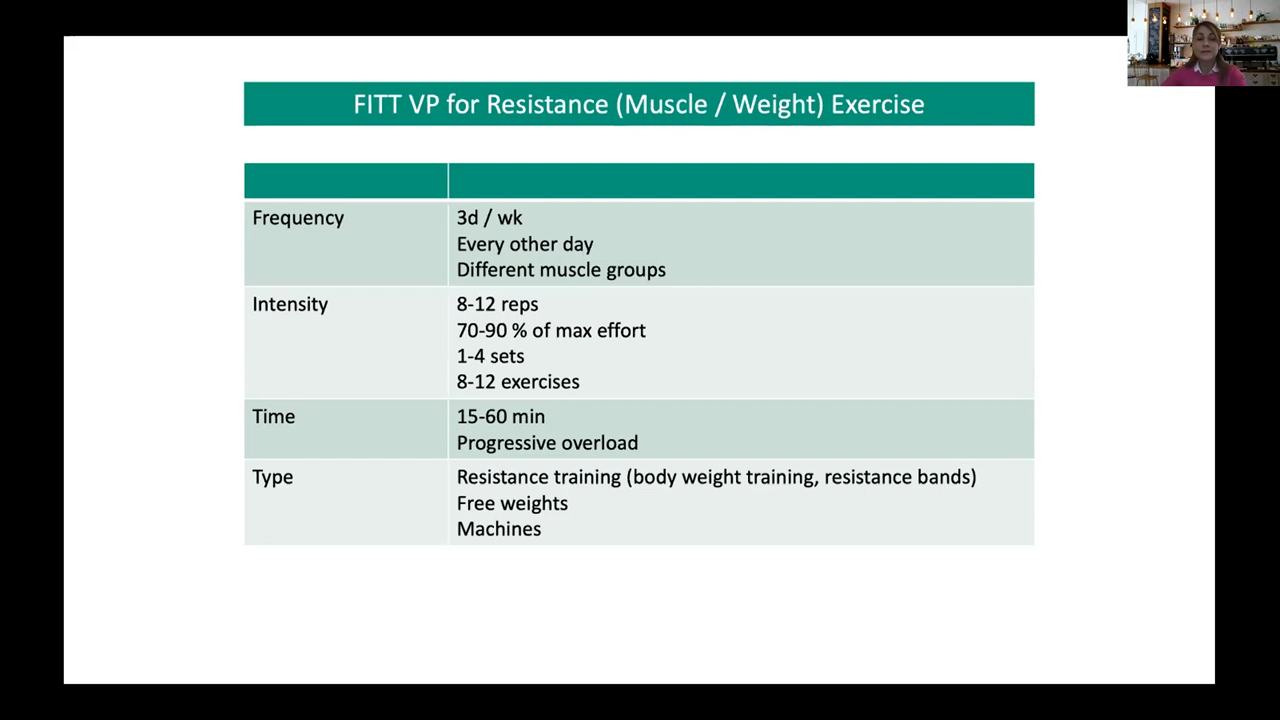 FITT VP for Resistance (Muscle / Weight) Exercise
Frequency
3d / wk
Every other day
Different muscle groups
Intensity
8-12 reps
70-90 % of max effort
1-4 sets
8-12 exercises
Time
15-60 min
Progressive overload
Type
Resistance training (body weight training, resistance bands)
Free weights
Machines